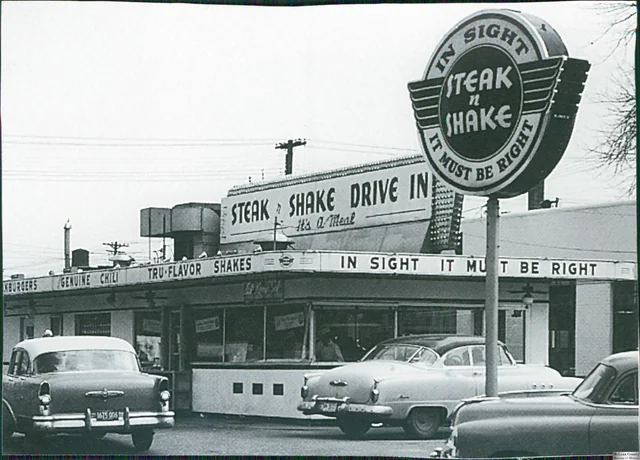 IN SIGHT
STEAK
n
SHAKE
IT MUST BE RIGHT
STEAK n SHAKE DRIVE IN
It's A Meal
KBURGERS GENUINE CHILI TRU-FLAVOR SHAKES IN SIGHT IT MUST BE RIGHT